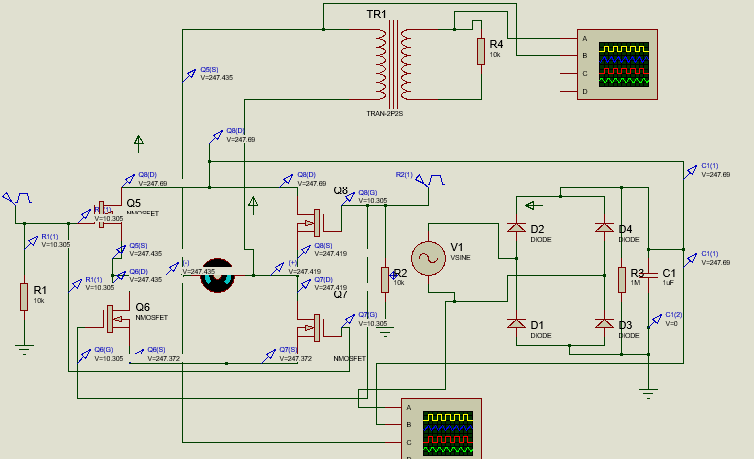 TR1
TRAN-2P2S
R4
10k
A
B
C
D
Q5(S)
V=247.435
Q8(D)
V=247.69
C1(1)
V=247.69
Q8(D)
V=247.69
Q8(D)
V=247.69
Q8
Q8(G)
V=10.305
R2(1)
Q5
NMOSFET
V=10.305
R1(1)
V=10.305
Q5(S)
V=247.435
Q8(S)
V=247.419
V1
VSINE
D2
DIODE
D4
DIODE
C1(1)
V=247.69
R1(1)
V=10.305
Q6(D)
V=247.435
(-)
V=247.435
(+)
V=247.419
Q7(D)
V=247.419
R2
10k
R3
1M
C1
1uF
R1
10k
Q6
NMOSFET
Q7
NMOSFET
Q7(G)
V=10.305
D1
DIODE
D3
DIODE
C1(2)
V=0
Q6(G)
V=10.305
Q6(S)
V=247.372
Q7(S)
V=247.372
A
B
C